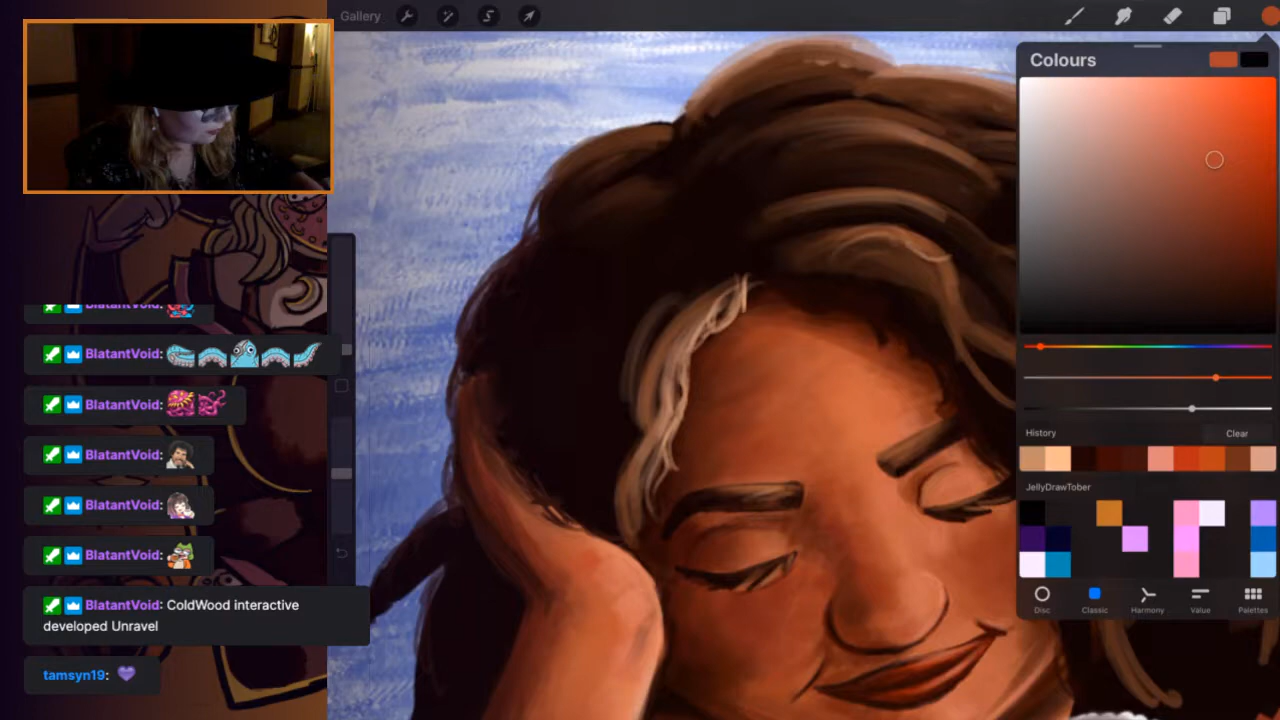 Gallery
Colours
BlatantVoid:
BlatantVoid:
BlatantVoid:
BlatantVoid:
BlatantVoid:
BlatantVoid:
BlatantVoid: ColdWood interactive
developed Unravel
tamsyn19:
History
Clear
JellyDrawTober
Disc
Classic
Harmony
Value
Palettes